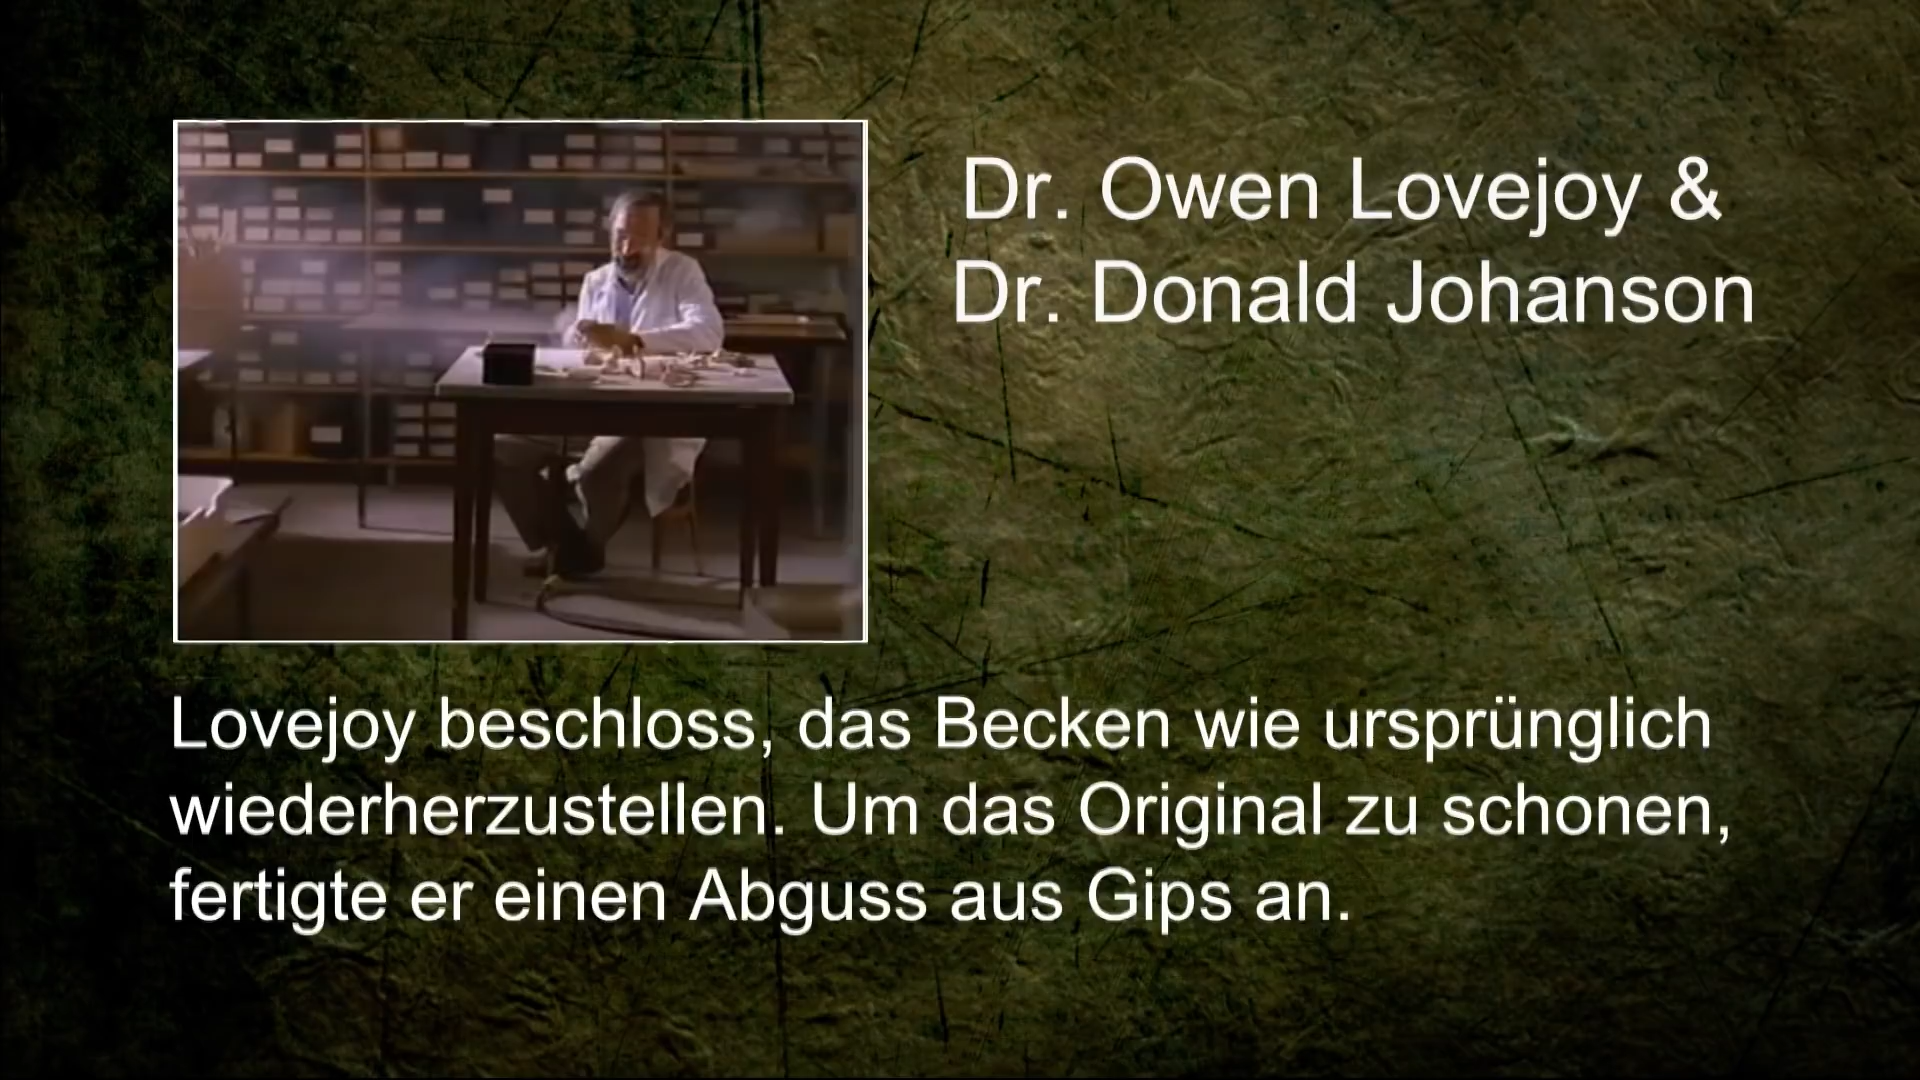 Dr. Owen Lovejoy &
Dr. Donald Johanson
Lovejoy beschloss, das Becken wie ursprünglich
wiederherzustellen. Um das Original zu schonen,
fertigte er einen Abguss aus Gips an.